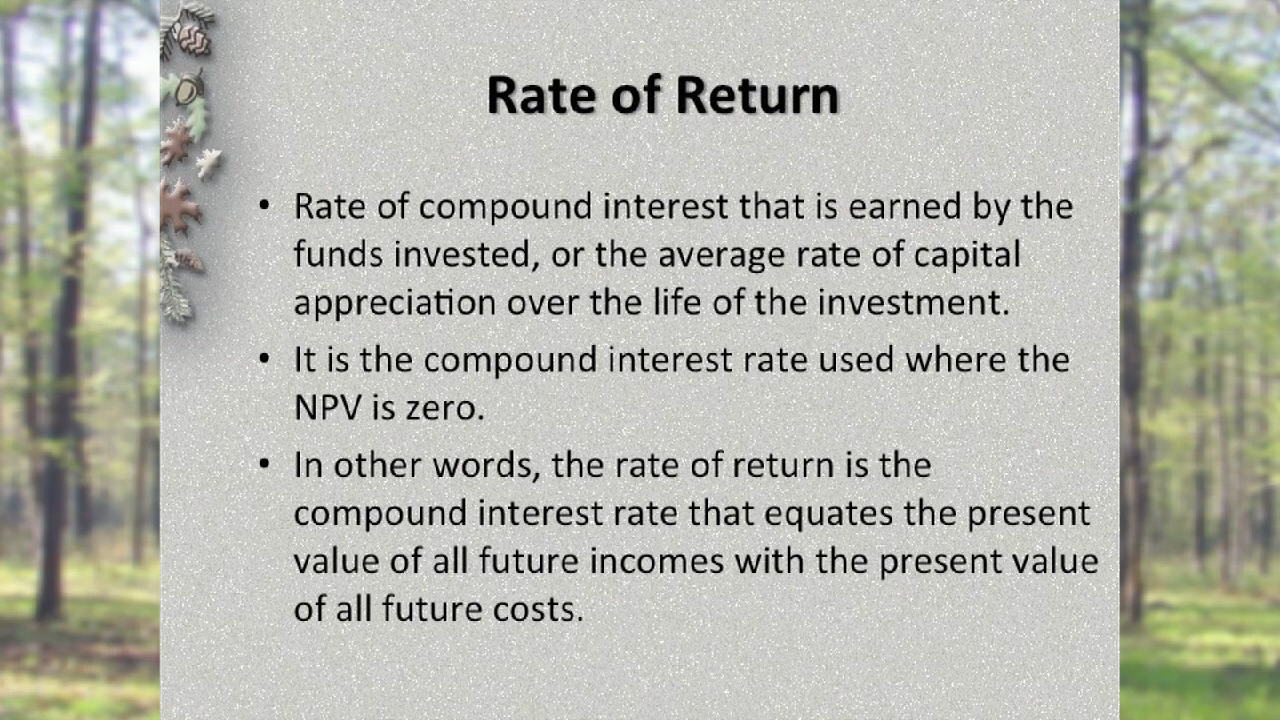 Rate of Return
• Rate of compound interest that is earned by the
funds invested, or the average rate of capital
appreciation over the life of the investment.
• It is the compound interest rate used where the
NPV is zero.
• In other words, the rate of return is the
compound interest rate that equates the present
value of all future incomes with the present value
of all future costs.